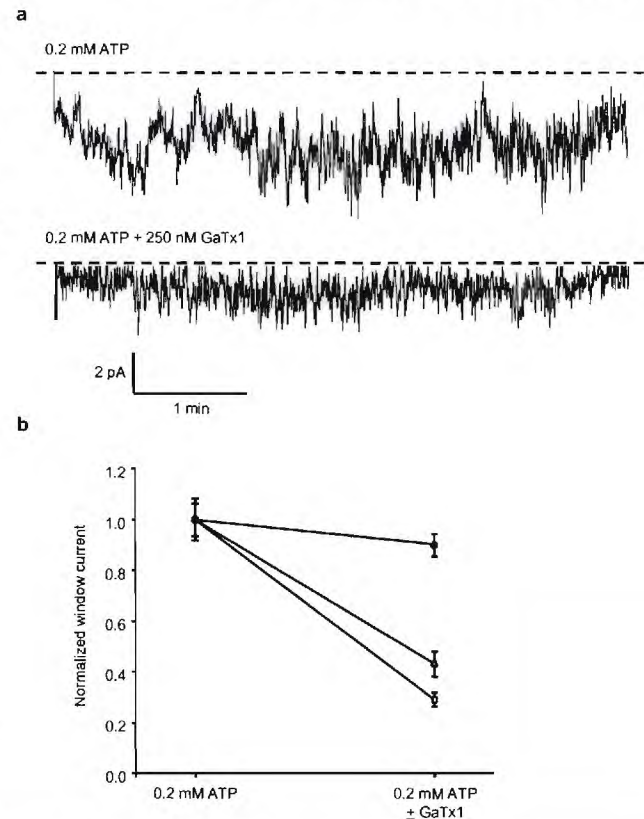 a
0.2 mM ATP
0.2 mM ATP + 250 nM GaTx1
2 pA
1 min
b
Normalized window current
1.2
1.0
0.8
0.6
0.4
0.2
0.0
0.2 mM ATP
0.2 mM ATP
± GaTx1